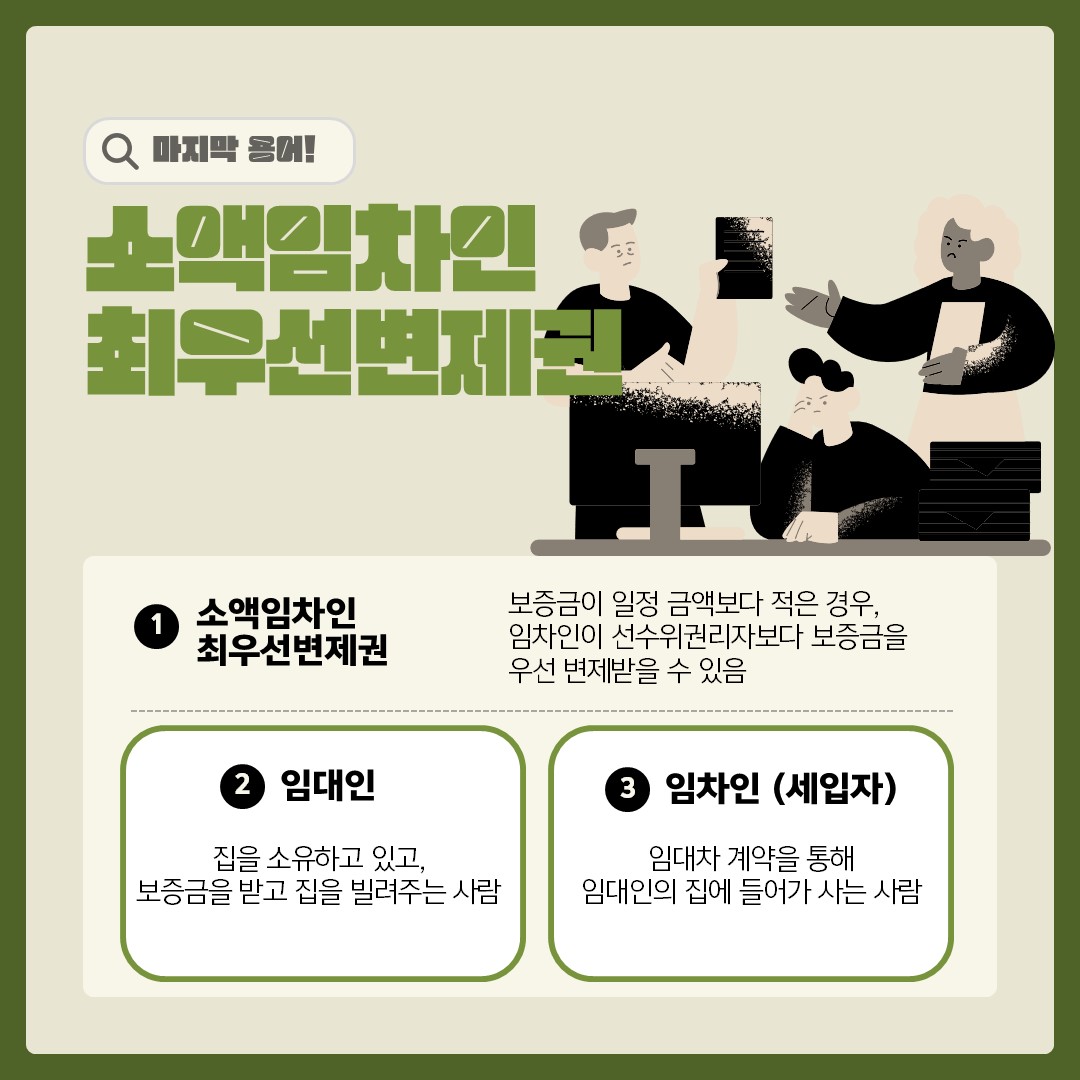 마지막 용어!
소액임차인
최우선변제권
1 소액임차인
최우선변제권
보증금이 일정 금액보다 적은 경우,
임차인이 선수위권리자보다 보증금을
우선 변제받을 수 있음
2 임대인
집을 소유하고 있고,
보증금을 받고 집을 빌려주는 사람
3 임차인 (세입자)
임대차 계약을 통해
임대인의 집에 들어가 사는 사람